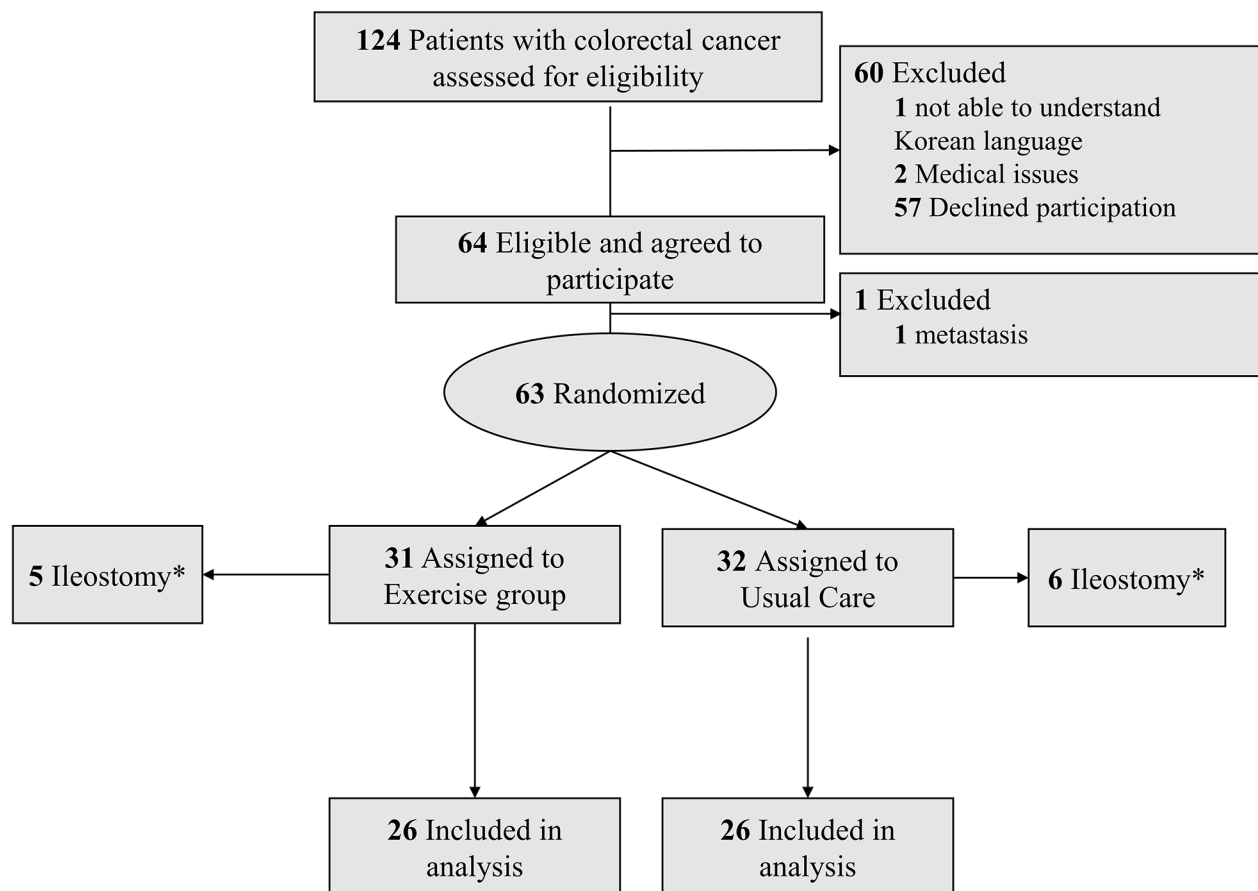 124 Patients with colorectal cancer
assessed for eligibility
60 Excluded
1 not able to understand
Korean language
2 Medical issues
57 Declined participation
64 Eligible and agreed to
participate
1 Excluded
1 metastasis
63 Randomized
5 Ileostomy*
31 Assigned to
Exercise group
32 Assigned to
Usual Care
6 Ileostomy*
26 Included in
analysis
26 Included in
analysis